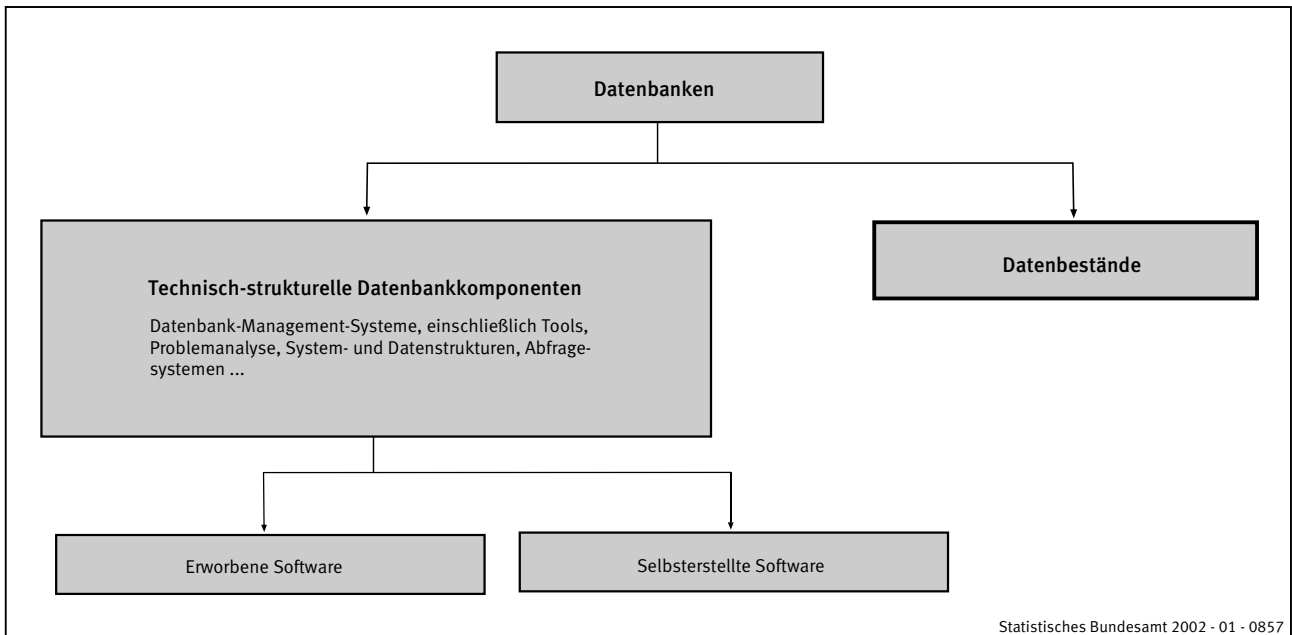 Datenbanken
Technisch-strukturelle Datenbankkomponenten
Datenbank-Management-Systeme, einschließlich Tools,
Problemanalyse, System- und Datenstrukturen, Abfrage-
systemen ...
Datenbestände
Erworbene Software
Selbsterstellte Software
Statistisches Bundesamt 2002 - 01 - 0857